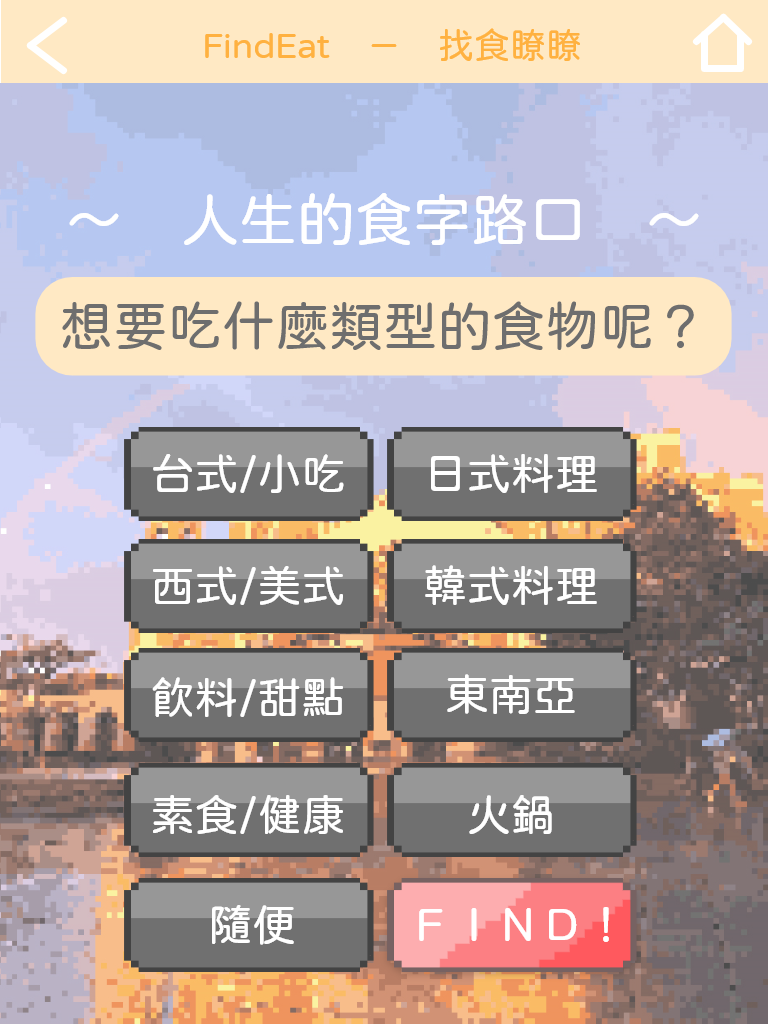 FindEat － 找食瞭瞭
～ 人生的食字路口 ～
想要吃什麼類型的食物呢？
台式/小吃
日式料理
西式/美式
韓式料理
飲料/甜點
東南亞
素食/健康
火鍋
隨便
ＦＩＮＤ！